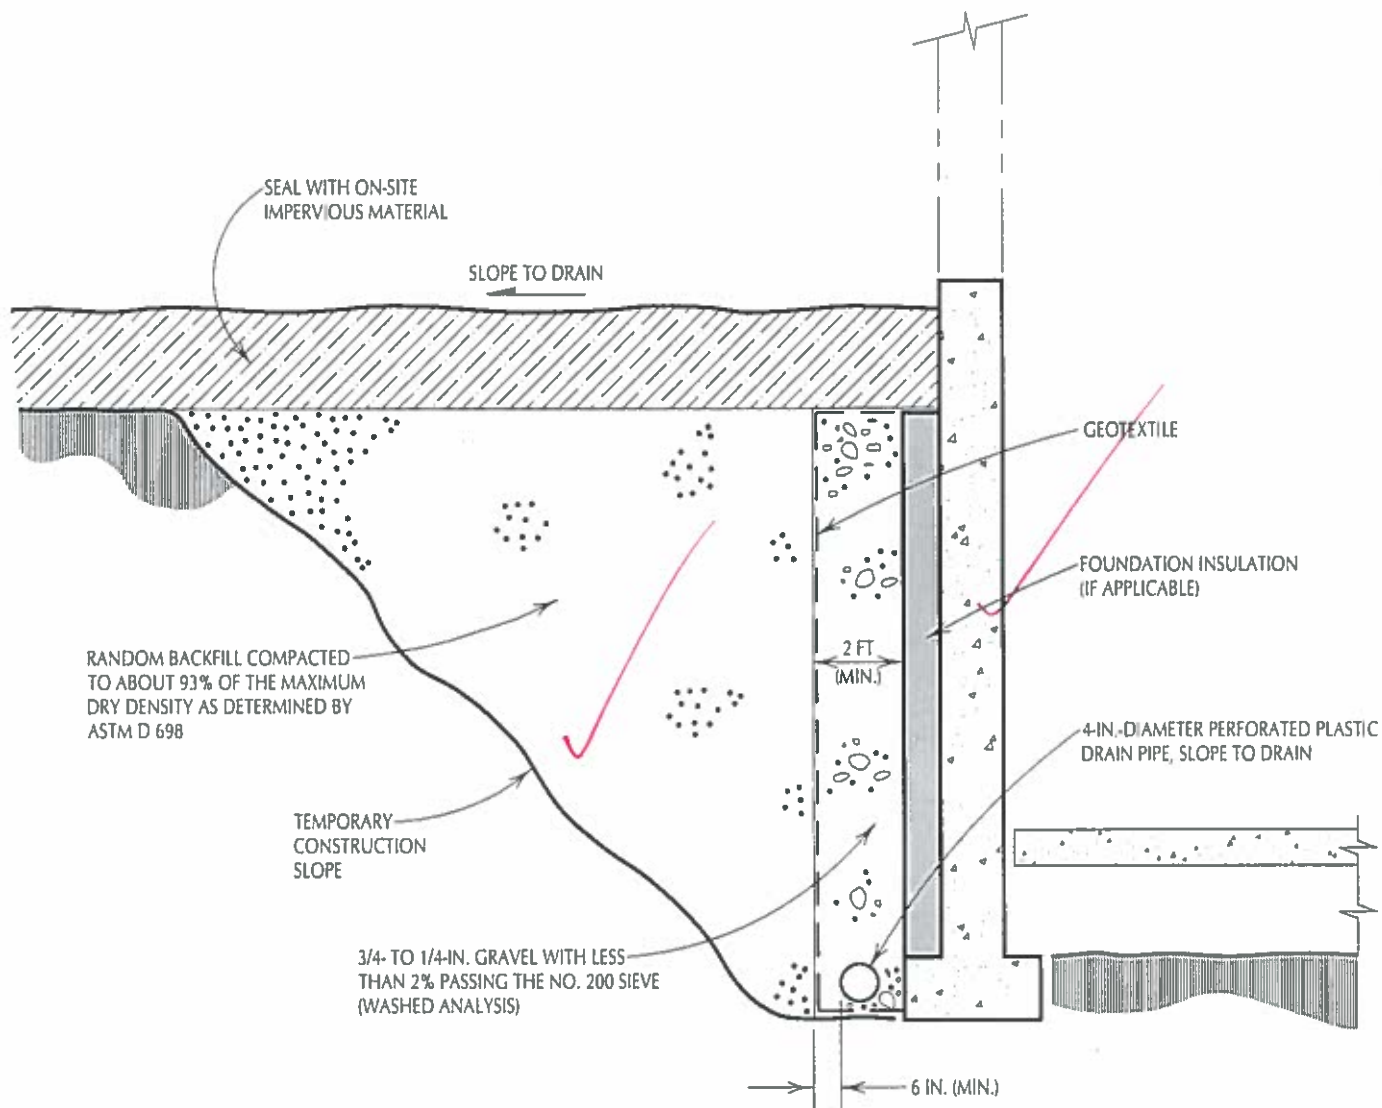 SEAL WITH ON-SITE
IMPERVIOUS MATERIAL
SLOPE TO DRAIN
GEOTEXTILE
FOUNDATION INSULATION
(IF APPLICABLE)
2 FT
(MIN.)
RANDOM BACKFILL COMPACTED
TO ABOUT 93% OF THE MAXIMUM
DRY DENSITY AS DETERMINED BY
ASTM D 698
4-IN.-DIAMETER PERFORATED PLASTIC
DRAIN PIPE, SLOPE TO DRAIN
TEMPORARY
CONSTRUCTION
SLOPE
3/4- TO 1/4-IN. GRAVEL WITH LESS
THAN 2% PASSING THE NO. 200 SIEVE
(WASHED ANALYSIS)
6 IN. (MIN.)